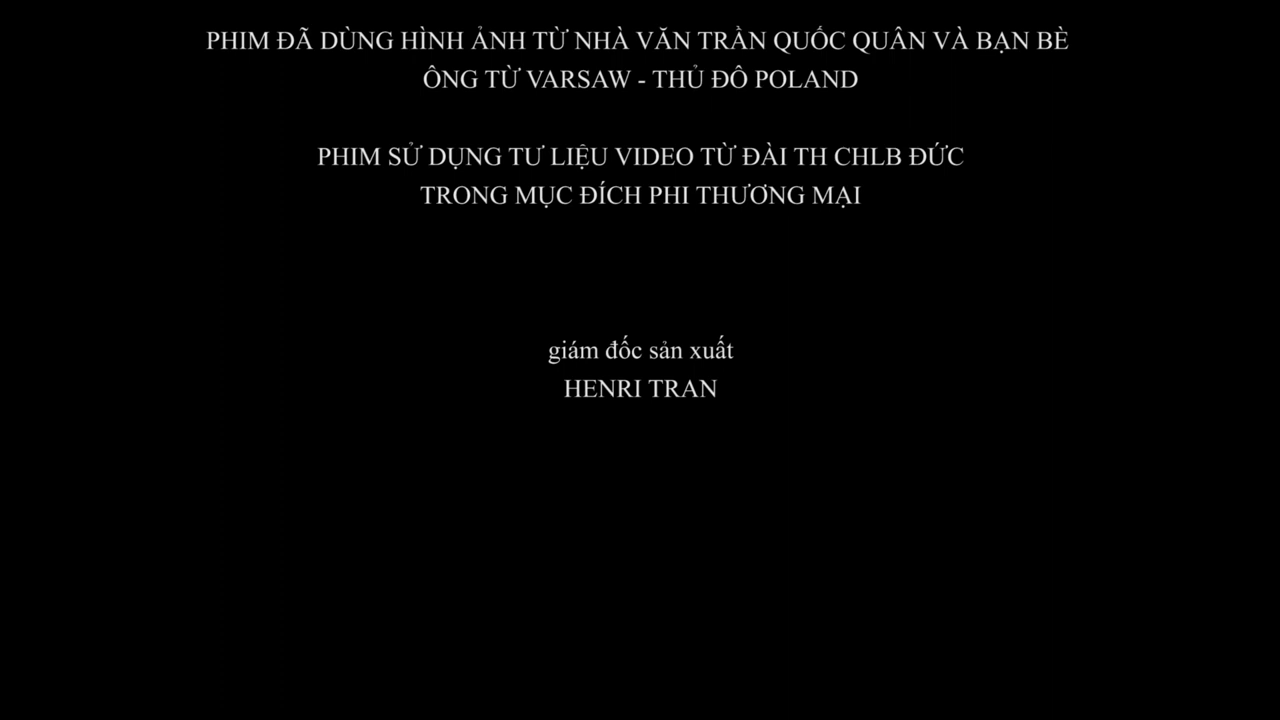 PHIM ĐÃ DÙNG HÌNH ẢNH TỪ NHÀ VĂN TRẦN QUỐC QUÂN VÀ BẠN BÈ
ÔNG TỪ VARSAW - THỦ ĐÔ POLAND
PHIM SỬ DỤNG TƯ LIỆU VIDEO TỪ ĐÀI TH CHLB ĐỨC
TRONG MỤC ĐÍCH PHI THƯƠNG MẠI
giám đốc sản xuất
HENRI TRAN